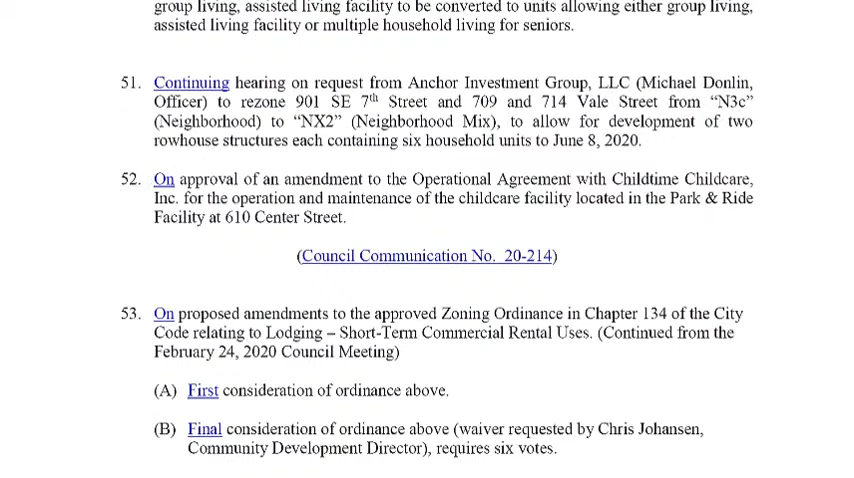 group living, assisted living facility to be converted to units allowing either group living,
assisted living facility or multiple household living for seniors.
51. Continuing hearing on request from Anchor Investment Group, LLC (Michael Donlin,
Officer) to rezone 901 SE 7th Street and 709 and 714 Vale Street from “N3c”
(Neighborhood) to “NX2” (Neighborhood Mix), to allow for development of two
rowhouse structures each containing six household units to June 8, 2020.
52. On approval of an amendment to the Operational Agreement with Childtime Childcare,
Inc. for the operation and maintenance of the childcare facility located in the Park & Ride
Facility at 610 Center Street.
(Council Communication No. 20-214)
53. On proposed amendments to the approved Zoning Ordinance in Chapter 134 of the City
Code relating to Lodging – Short-Term Commercial Rental Uses. (Continued from the
February 24, 2020 Council Meeting)
(A) First consideration of ordinance above.
(B) Final consideration of ordinance above (waiver requested by Chris Johansen,
Community Development Director), requires six votes.